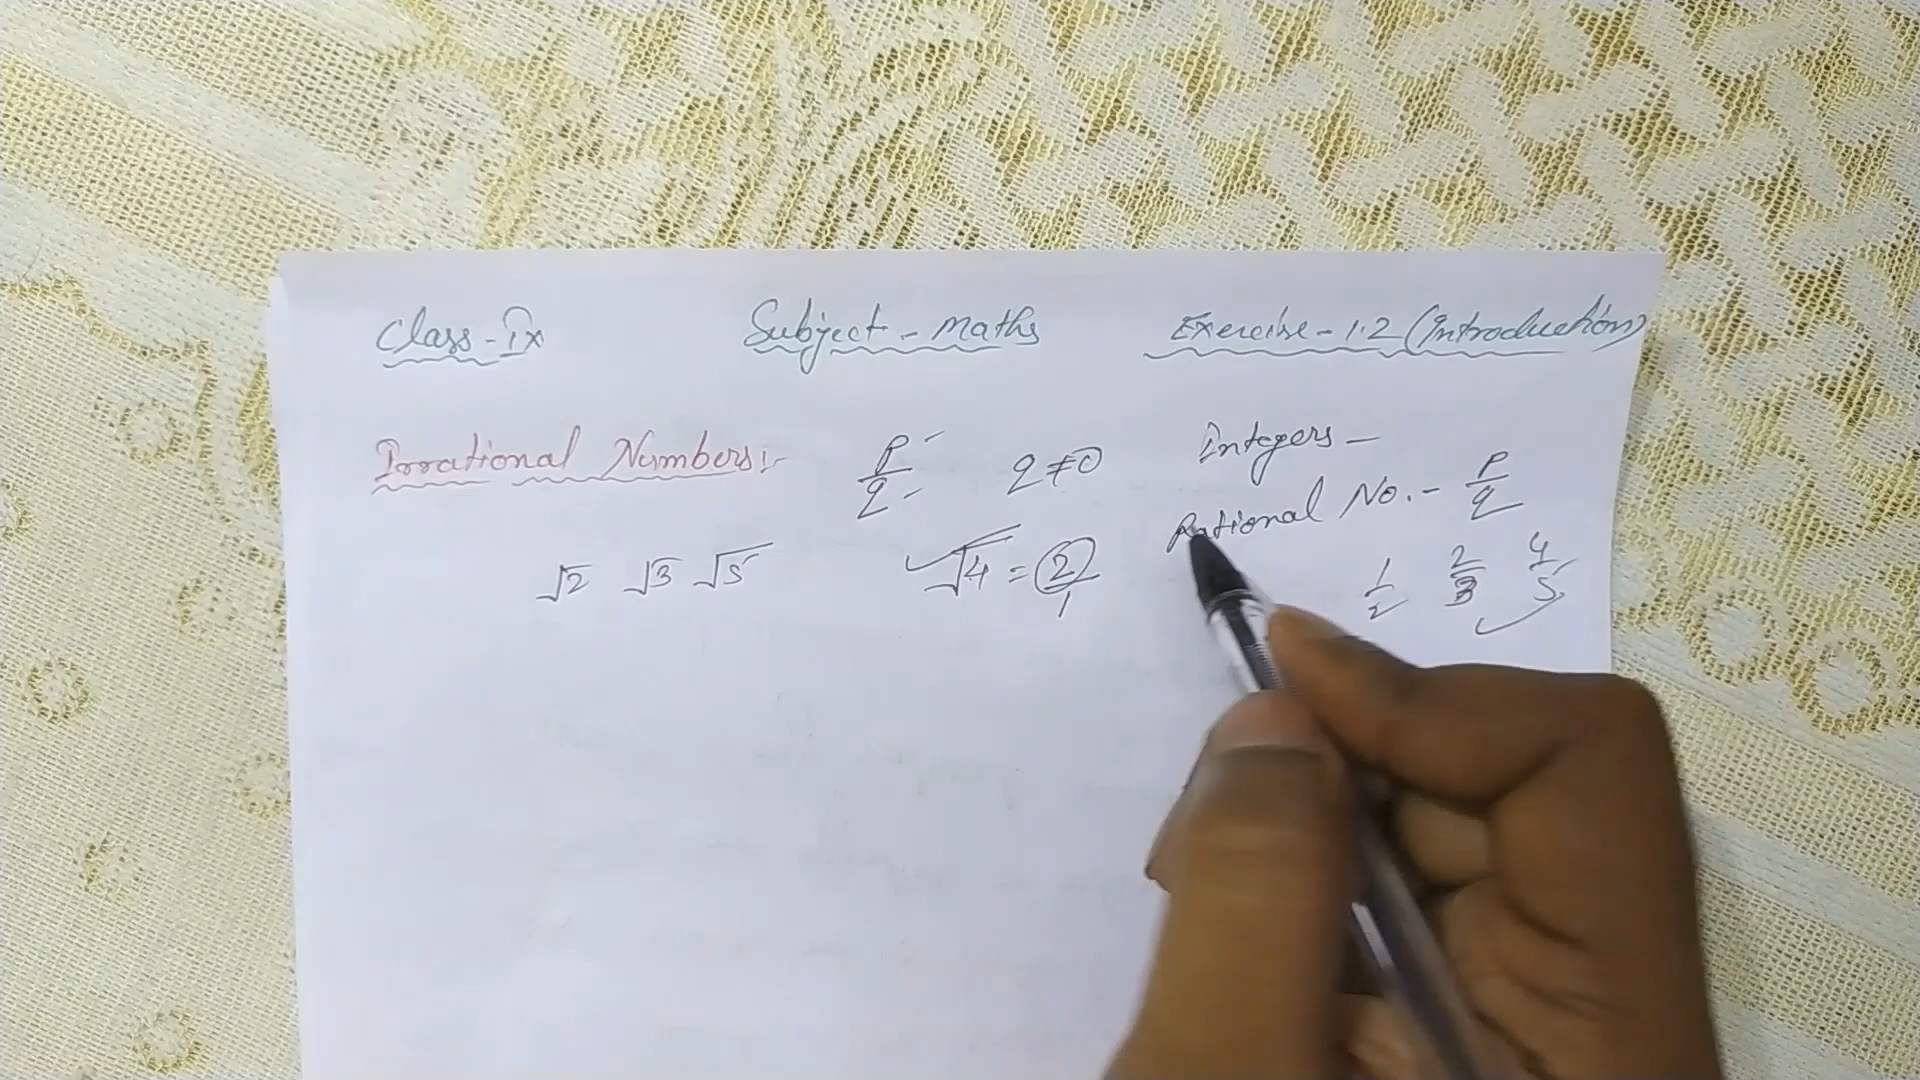 Class-IX Subject - Maths Exercise-1.2 (Introduction)
Irrational Numbers:- p/q q≠0 Integers -
Rational No. - p/q
√2 √3 √5 √4 = 2/1 1/2 2/3 4/5